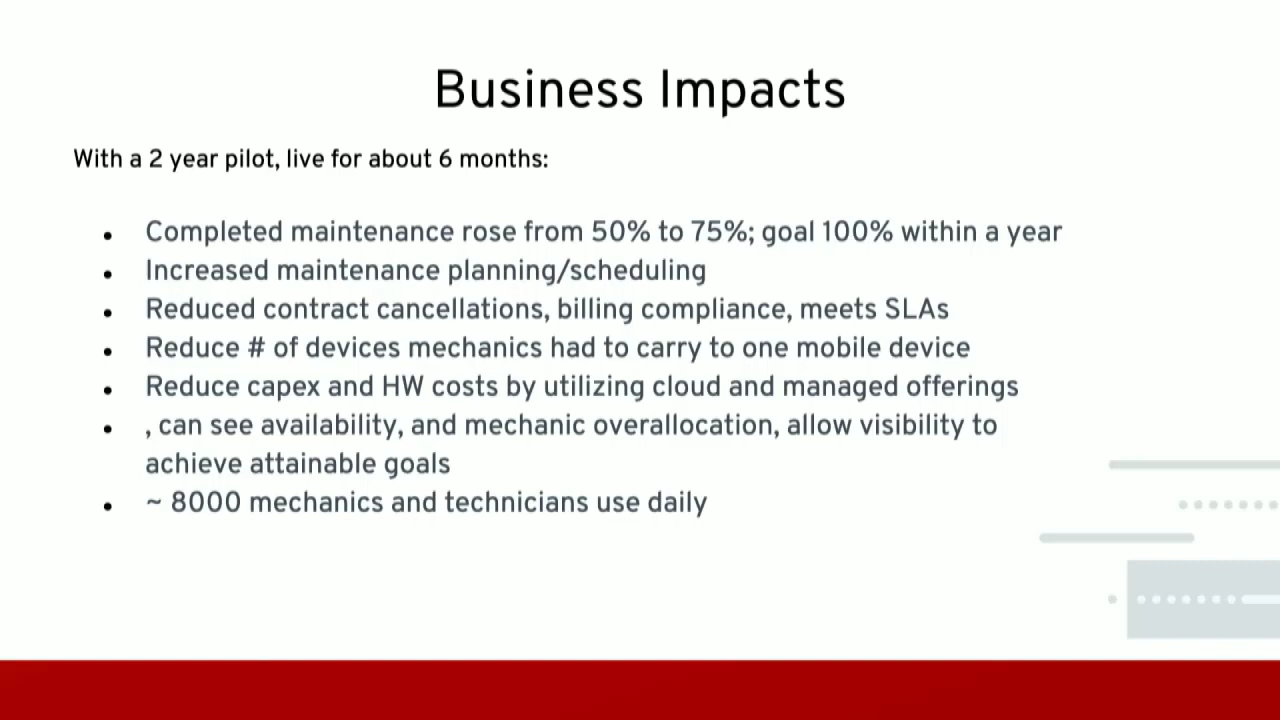 Business Impacts
With a 2 year pilot, live for about 6 months:
• Completed maintenance rose from 50% to 75%; goal 100% within a year
• Increased maintenance planning/scheduling
• Reduced contract cancellations, billing compliance, meets SLAs
• Reduce # of devices mechanics had to carry to one mobile device
• Reduce capex and HW costs by utilizing cloud and managed offerings
• , can see availability, and mechanic overallocation, allow visibility to
achieve attainable goals
• ~ 8000 mechanics and technicians use daily